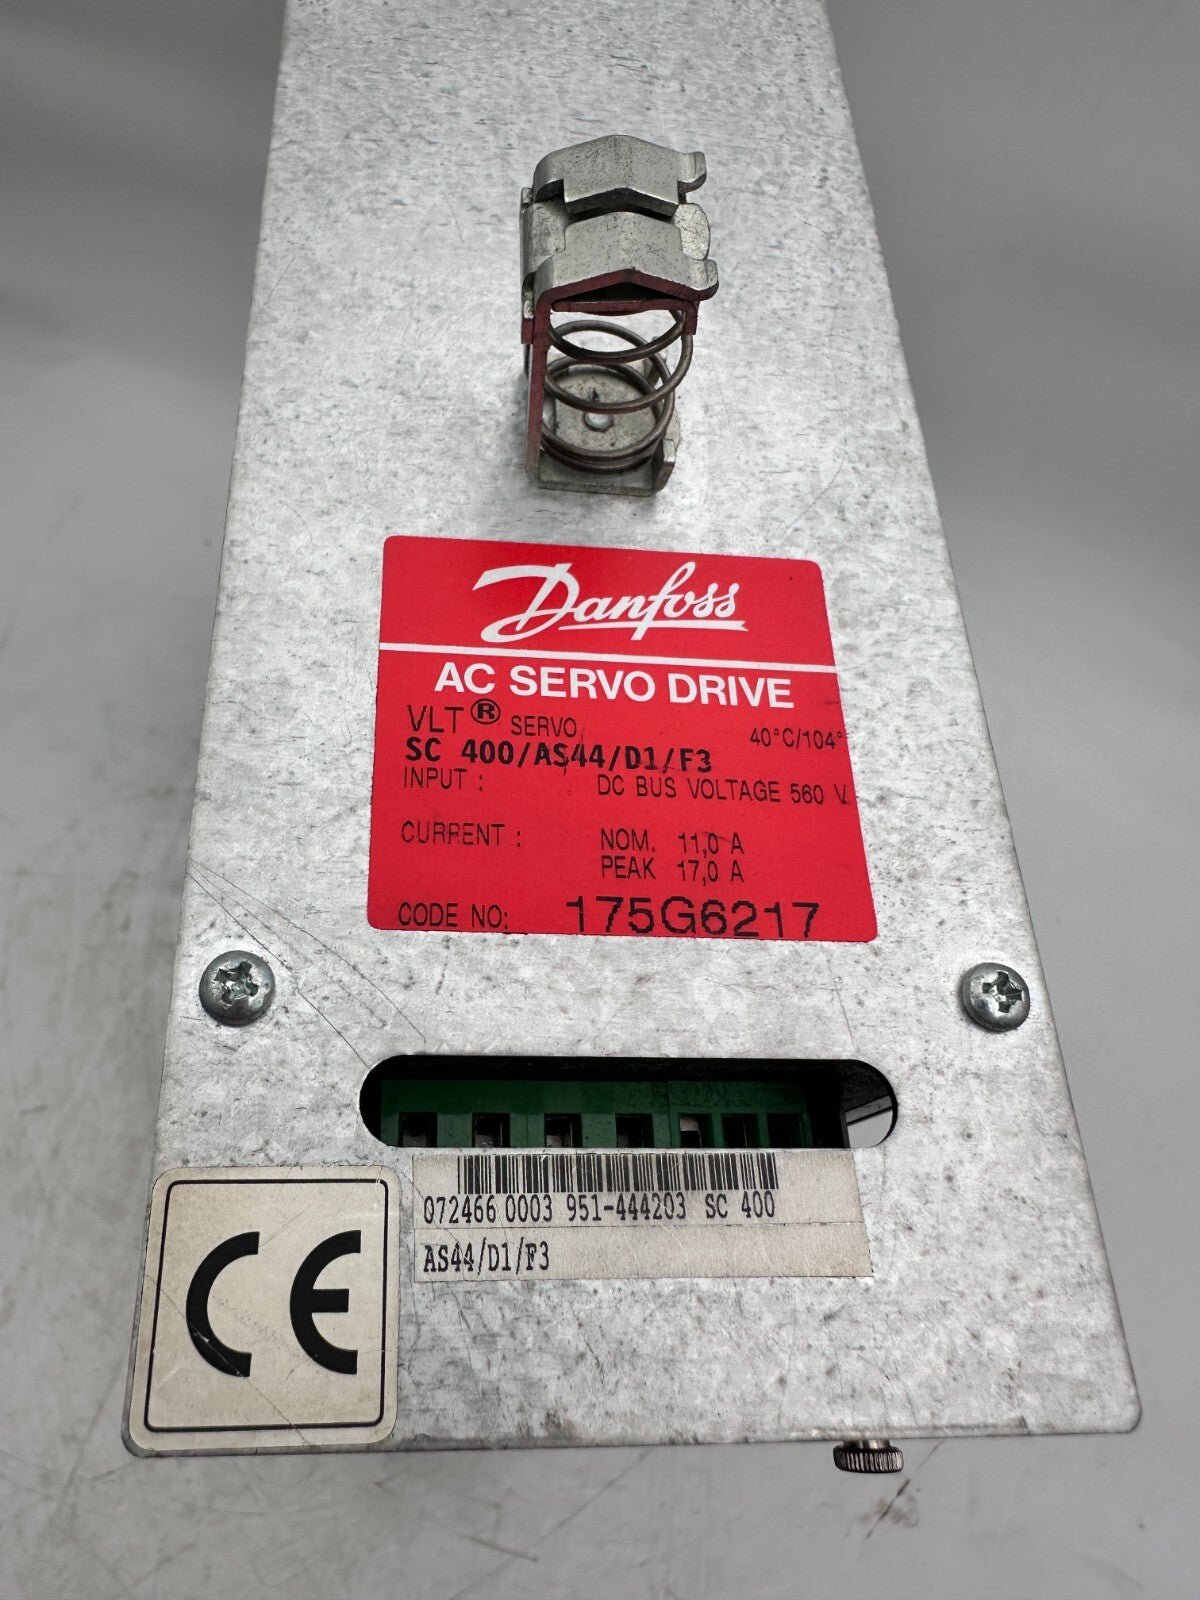 Danfoss
AC SERVO DRIVE
VLT® SERVO 40°C/104°
SC 400/AS44/D1/F3
INPUT : DC BUS VOLTAGE 560 V
CURRENT : NOM. 11,0 A
PEAK 17,0 A
CODE NO: 175G6217
072466 0003 951-444203 SC 400
AS44/D1/F3
CE